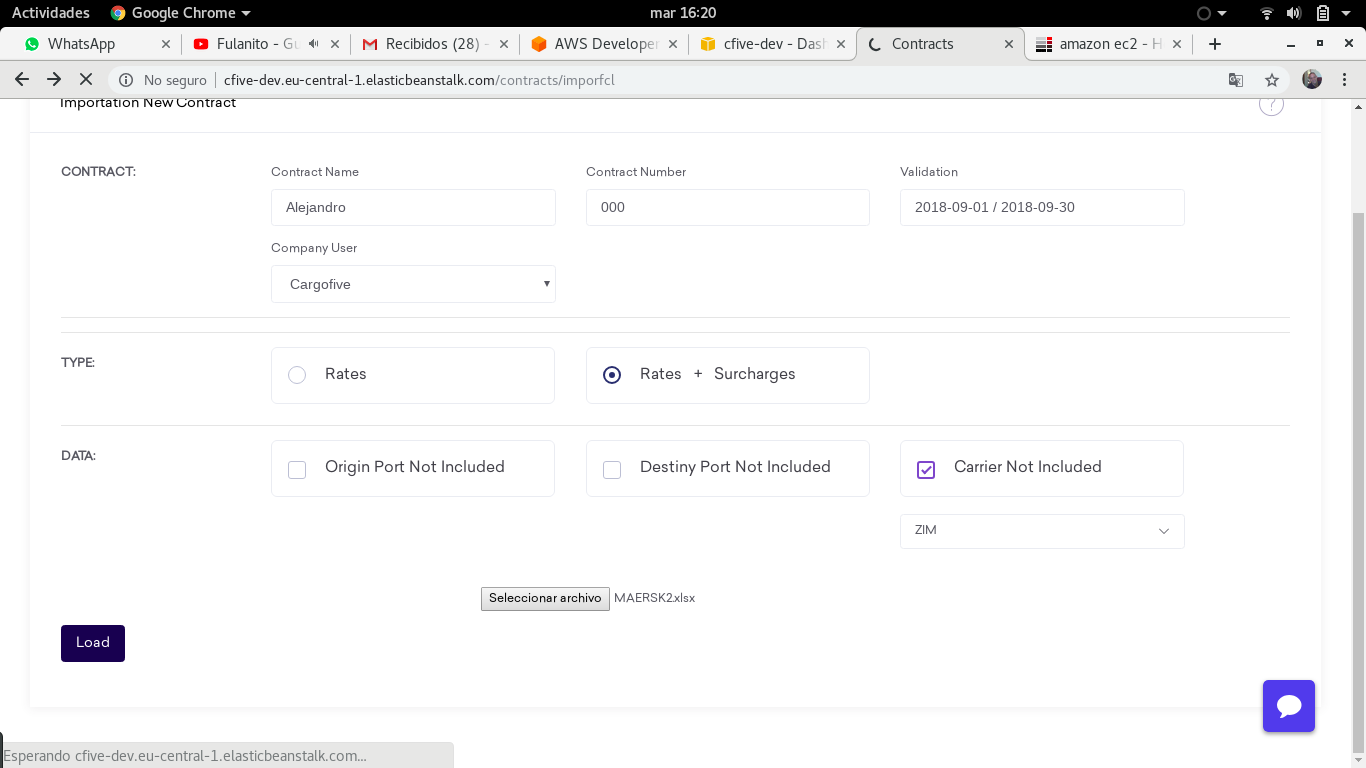 Actividades Google Chrome mar 16:20
WhatsApp Fulanito - Gu Recibidos (28) - AWS Developer cfive-dev - Dash Contracts amazon ec2 - H
No seguro cfive-dev.eu-central-1.elasticbeanstalk.com/contracts/imporfcl
Importation New Contract ?
CONTRACT: Contract Name Contract Number Validation
Alejandro 000 2018-09-01 / 2018-09-30
Company User
Cargofive
TYPE: Rates Rates + Surcharges
DATA: Origin Port Not Included Destiny Port Not Included Carrier Not Included
ZIM
Seleccionar archivo MAERSK2.xlsx
Load
Esperando cfive-dev.eu-central-1.elasticbeanstalk.com...